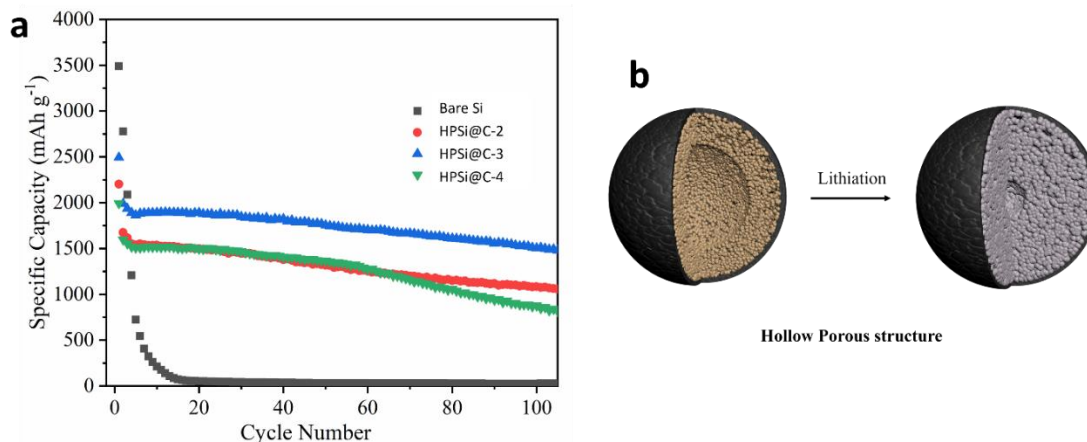 a
4000
3500
3000
2500
2000
1500
1000
500
0
Specific Capacity (mAh g⁻¹)
Bare Si
HPSi@C-2
HPSi@C-3
HPSi@C-4
0 20 40 60 80 100
Cycle Number
b
Lithiation
Hollow Porous structure